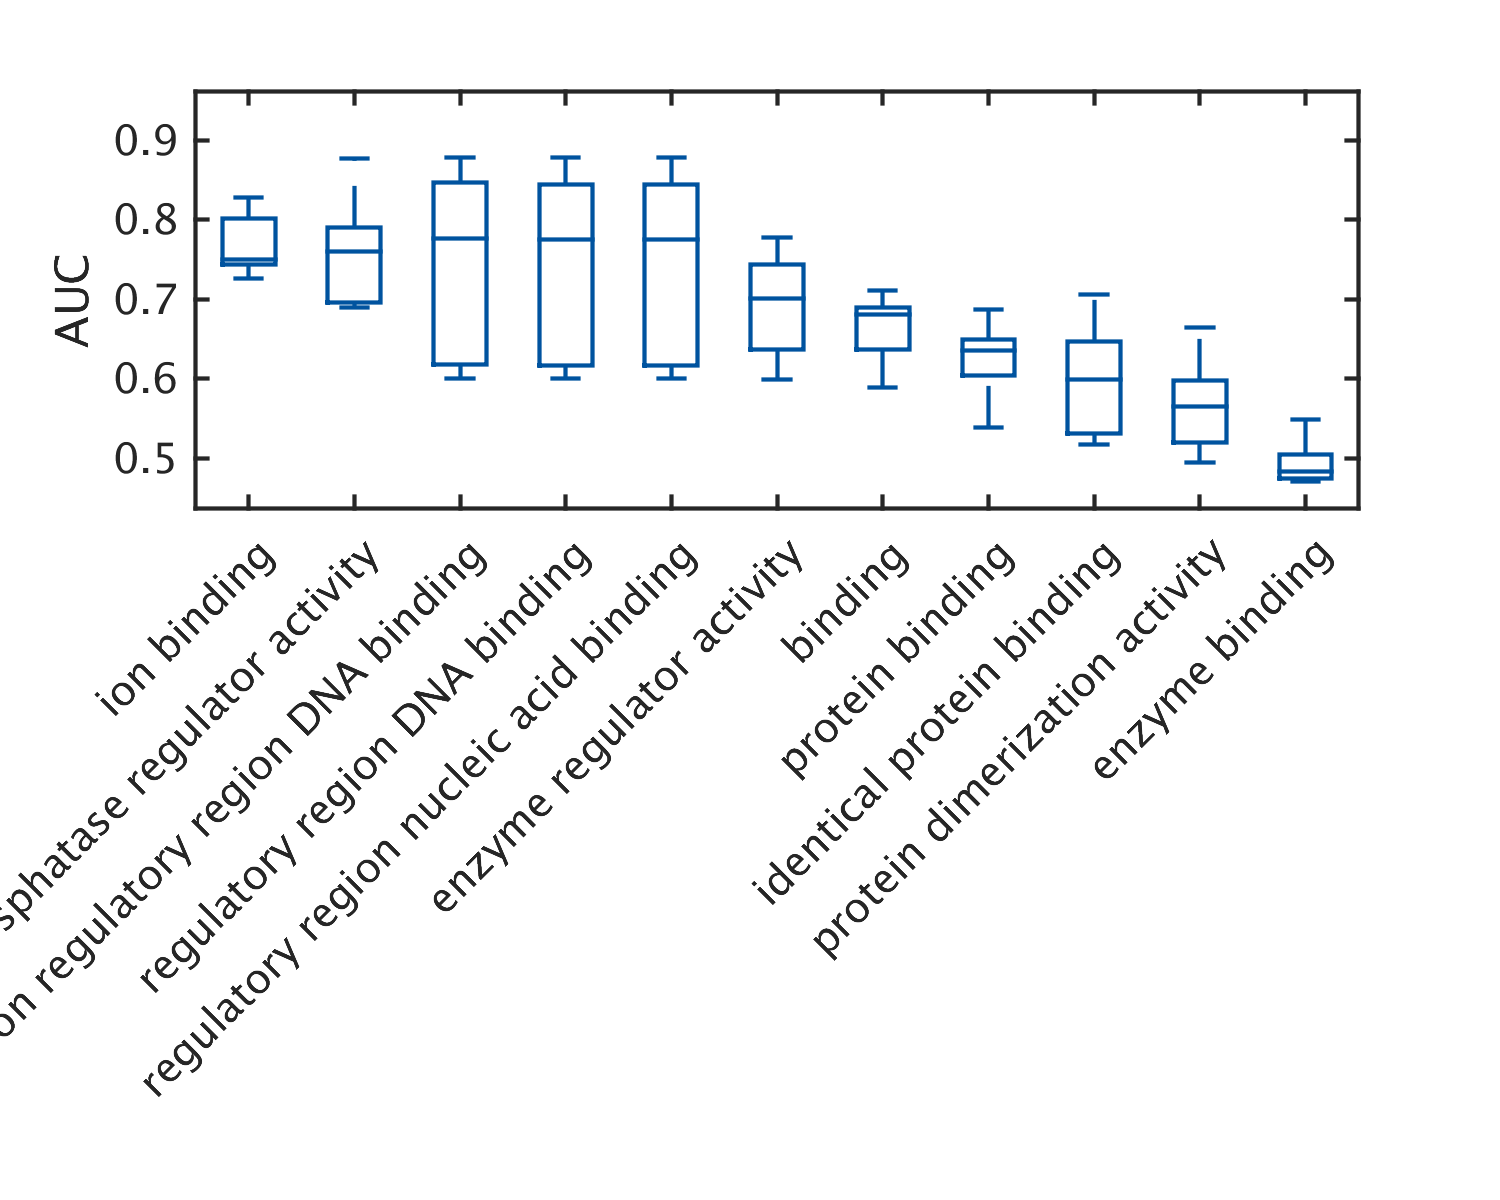 0.9
0.8
0.7
0.6
0.5
AUC
ion binding
regulator activity
regulatory region DNA binding
regulatory region DNA binding
regulatory region nucleic acid binding
enzyme regulator activity
binding
protein binding
identical protein binding
protein dimerization activity
enzyme binding